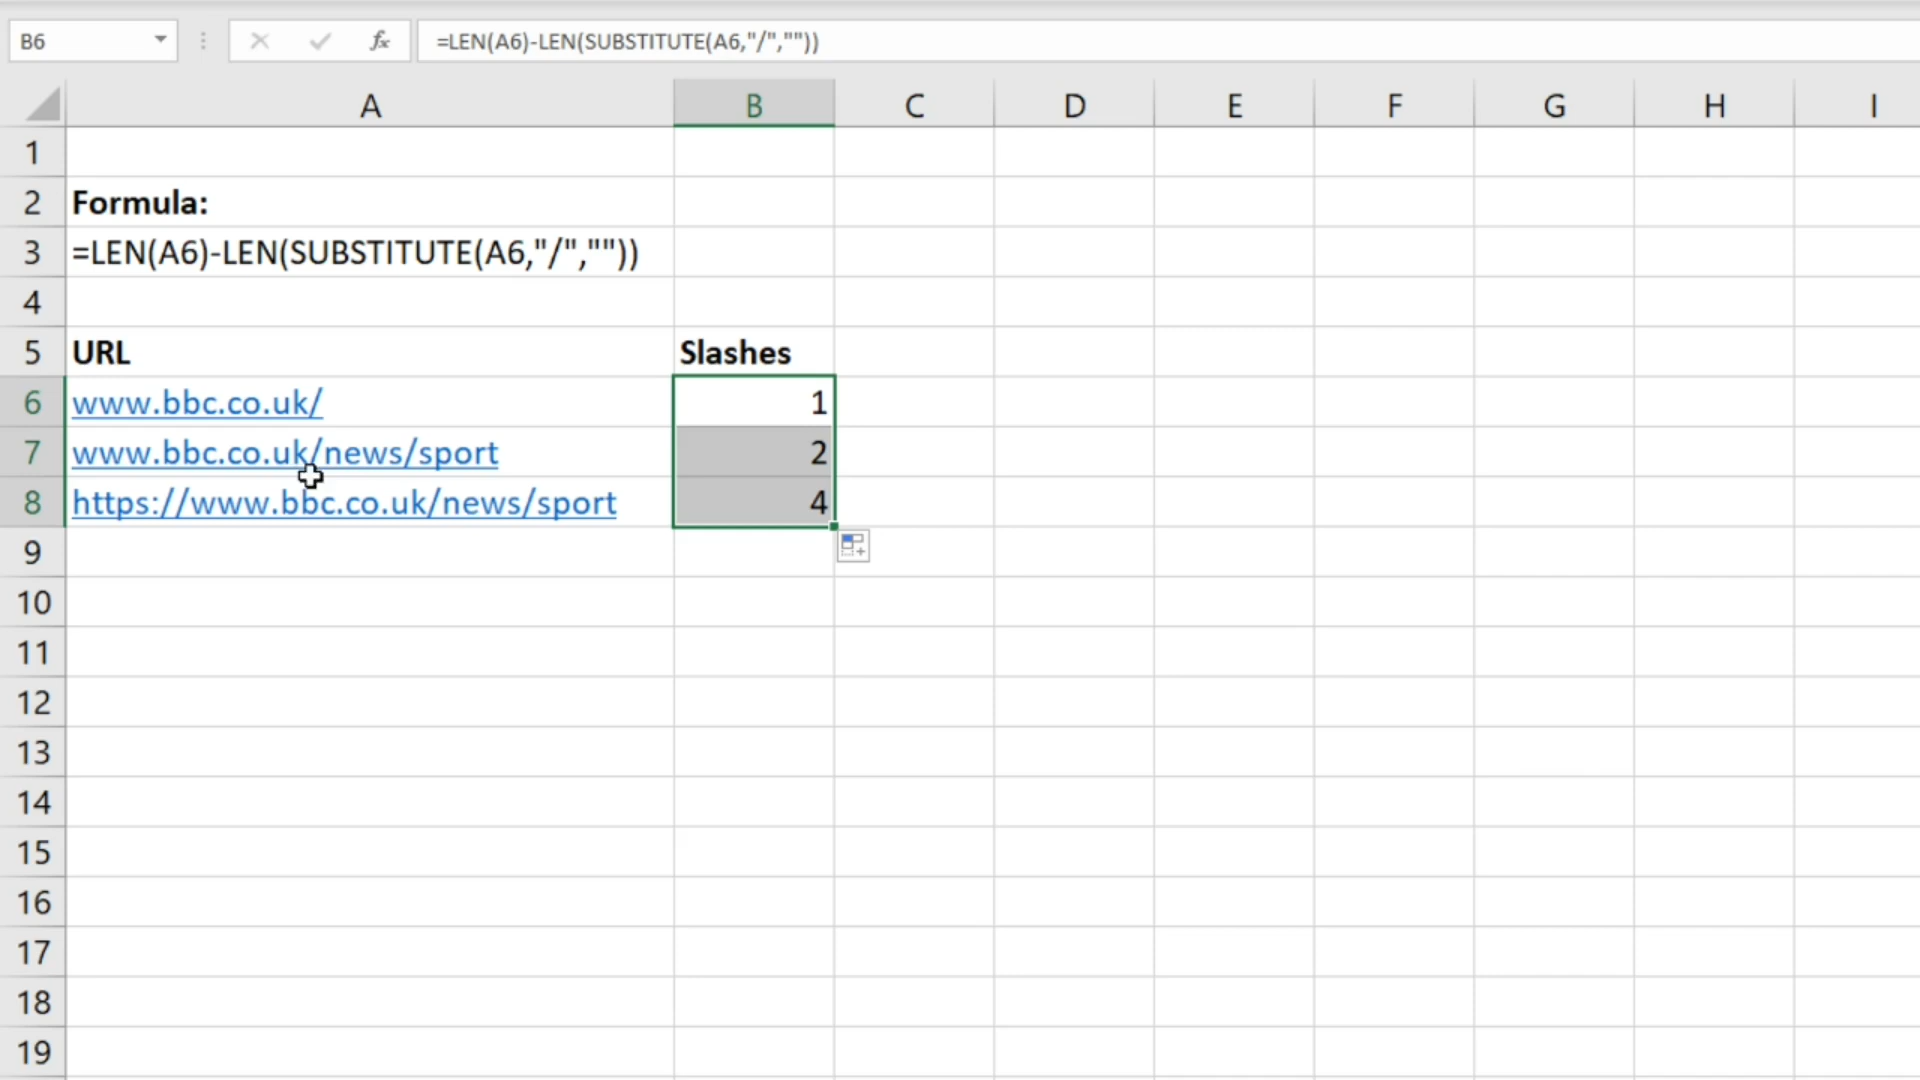 B6 fx =LEN(A6)-LEN(SUBSTITUTE(A6,"/",""))
A B C D E F G H I
1
2 Formula:
3 =LEN(A6)-LEN(SUBSTITUTE(A6,"/",""))
4
5 URL Slashes
6 www.bbc.co.uk/ 1
7 www.bbc.co.uk/news/sport 2
8 https://www.bbc.co.uk/news/sport 4
9
10
11
12
13
14
15
16
17
18
19